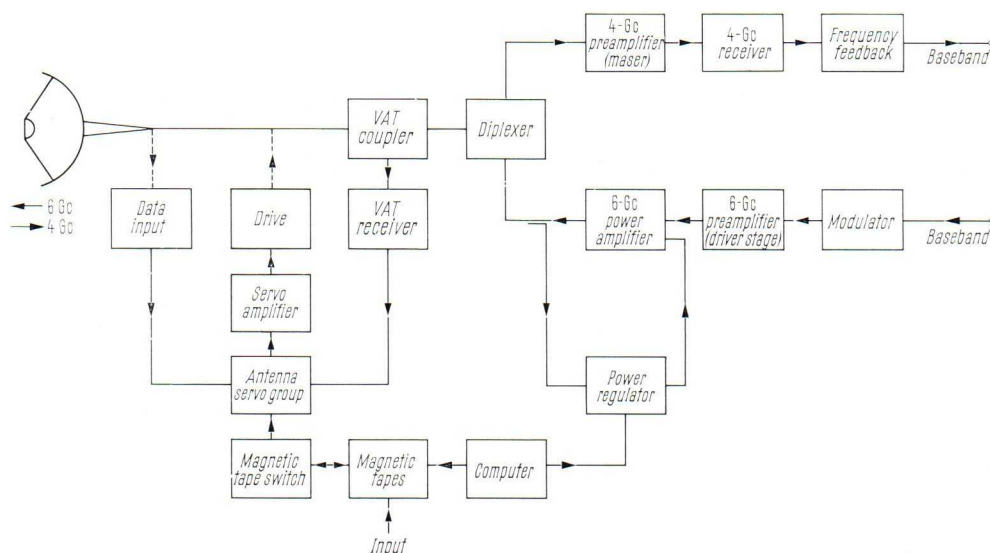 4-Gc
preamplifier
(maser)
4-Gc
receiver
Frequency
feedback
Baseband
VAT
coupler
Diplexer
6 Gc
4 Gc
Data
input
Drive
VAT
receiver
6-Gc
power
amplifier
6-Gc
preamplifier
(driver stage)
Modulator
Baseband
Servo
amplifier
Antenna
servo group
Power
regulator
Magnetic
tape switch
Magnetic
tapes
Computer
Input